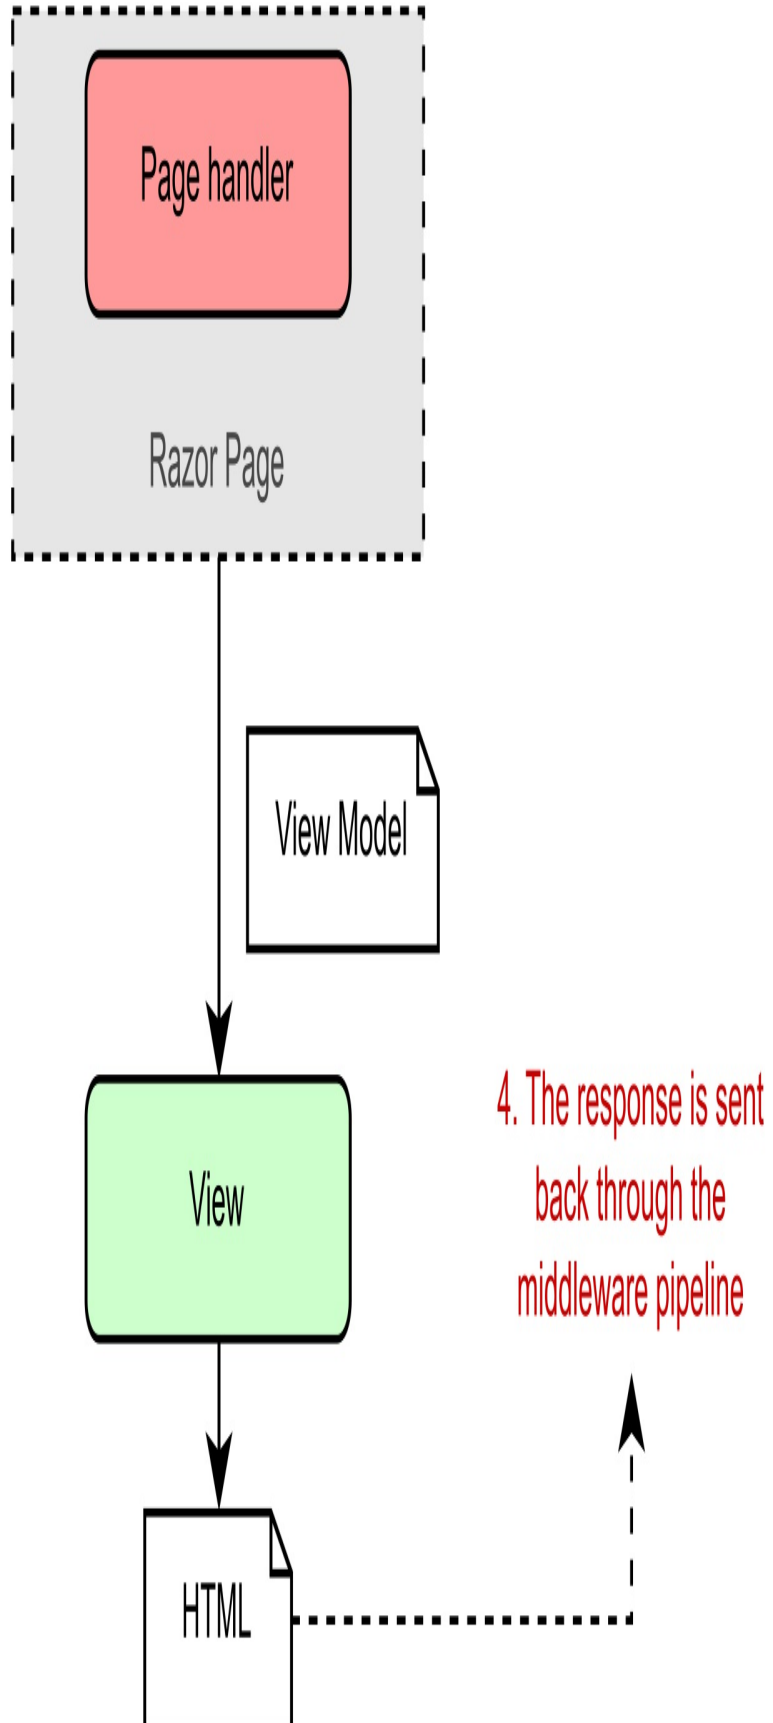 Page handler
Razor Page
View Model
View
4. The response is sent
back through the
middleware pipeline
HTML